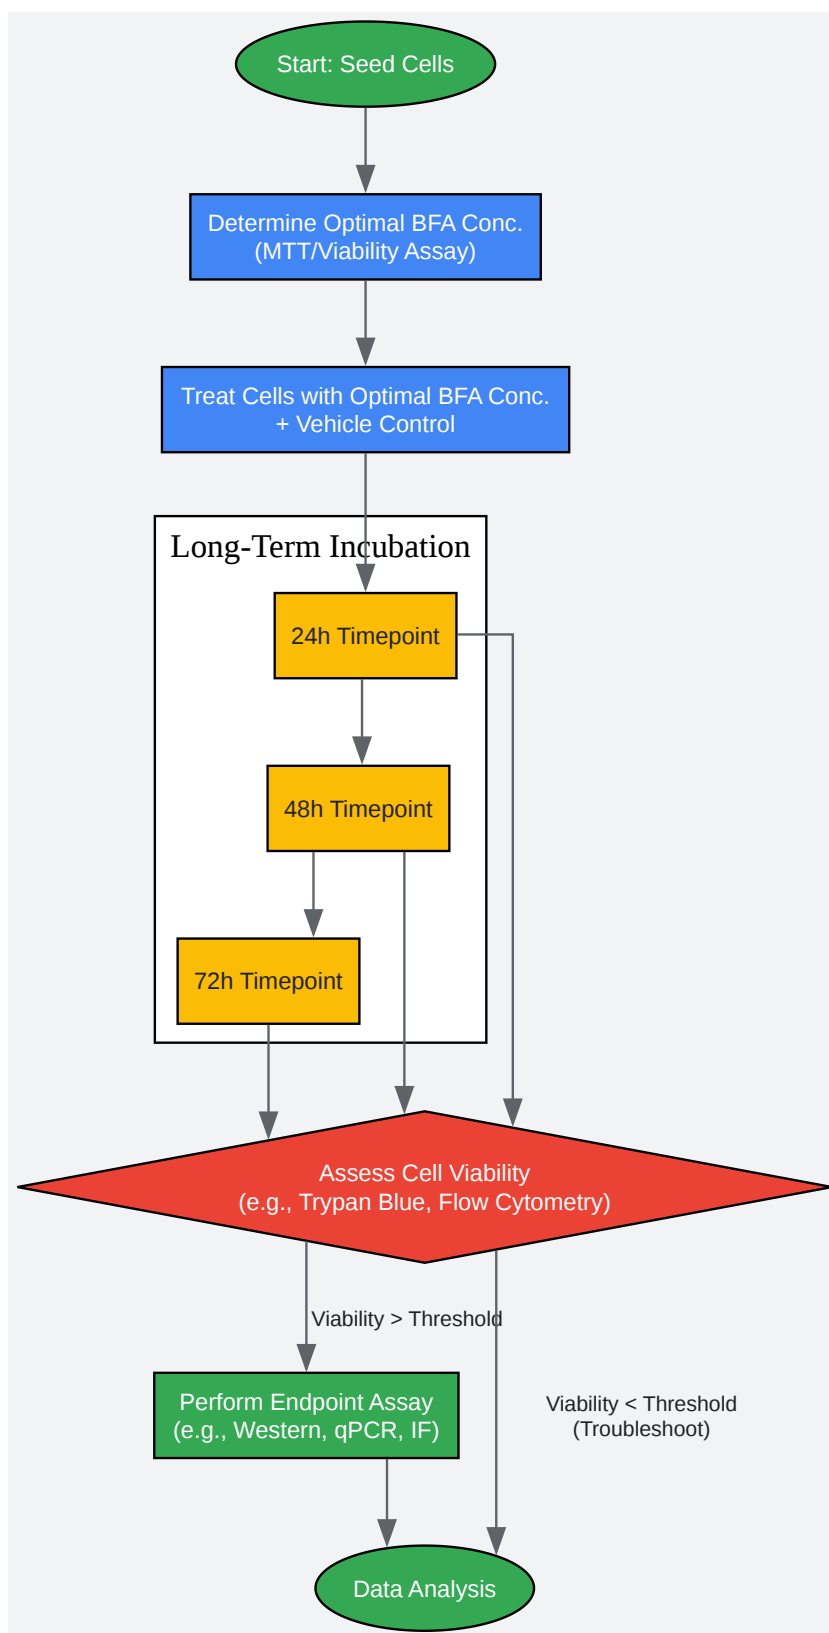 Start: Seed Cells
Determine Optimal BFA Conc.
(MTT/Viability Assay)
Treat Cells with Optimal BFA Conc.
+ Vehicle Control
Long-Term Incubation
24h Timepoint
48h Timepoint
72h Timepoint
Assess Cell Viability
(e.g., Trypan Blue, Flow Cytometry)
Viability > Threshold
Perform Endpoint Assay
(e.g., Western, qPCR, IF)
Viability < Threshold
(Troubleshoot)
Data Analysis